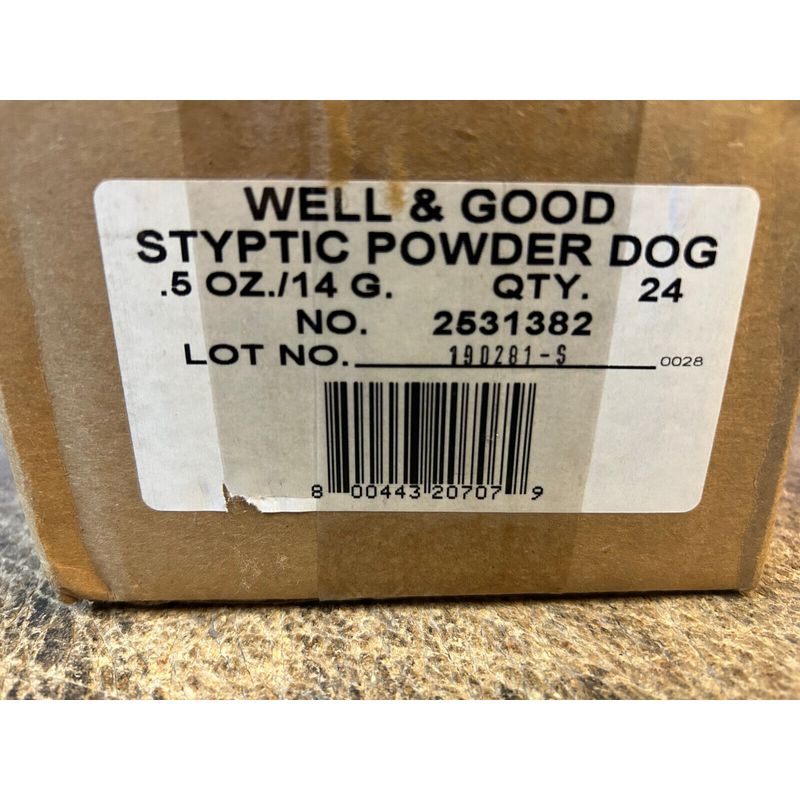 WELL & GOOD
STYPTIC POWDER DOG
.5 OZ./14 G. QTY. 24
NO. 2531382
LOT NO. 190281-S 0028
8 00443 20707 9